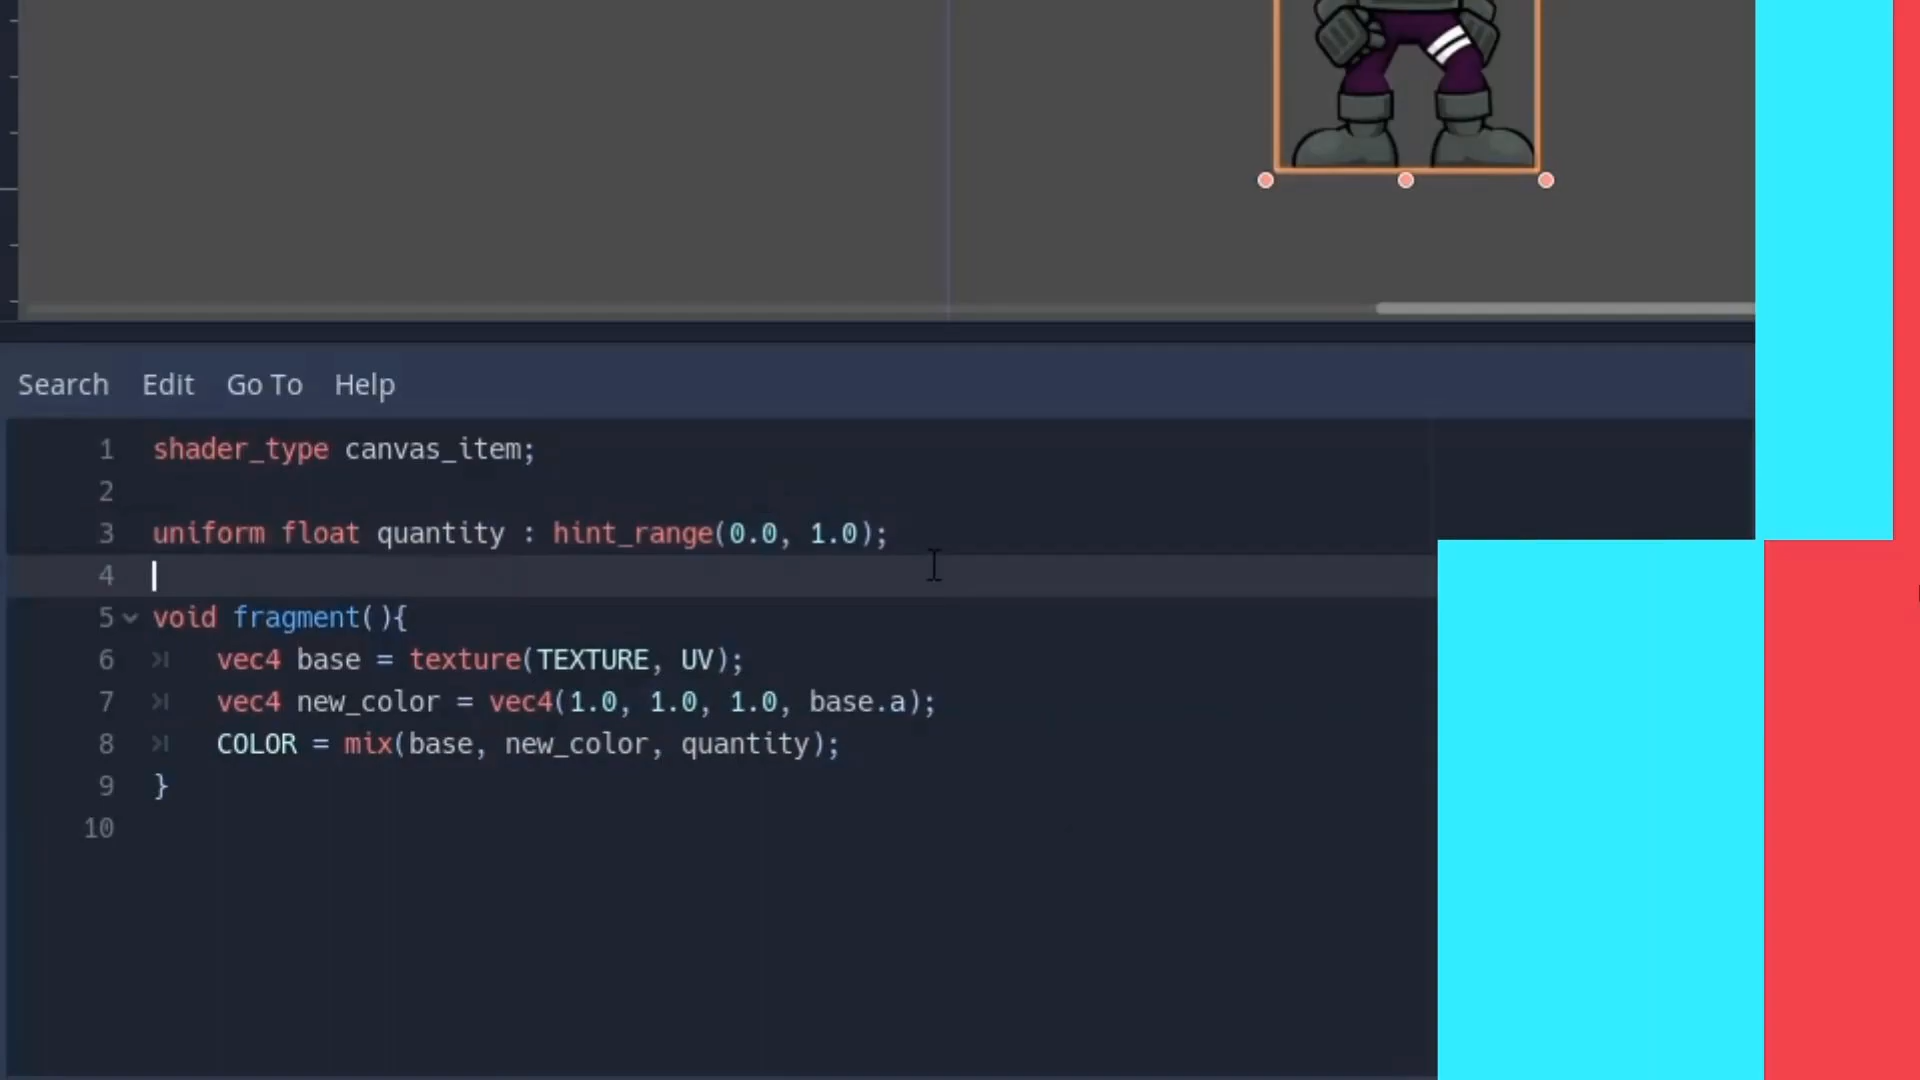 Search Edit Go To Help
1 shader_type canvas_item;
2
3 uniform float quantity : hint_range(0.0, 1.0);
4
5 void fragment(){
6 vec4 base = texture(TEXTURE, UV);
7 vec4 new_color = vec4(1.0, 1.0, 1.0, base.a);
8 COLOR = mix(base, new_color, quantity);
9 }
10